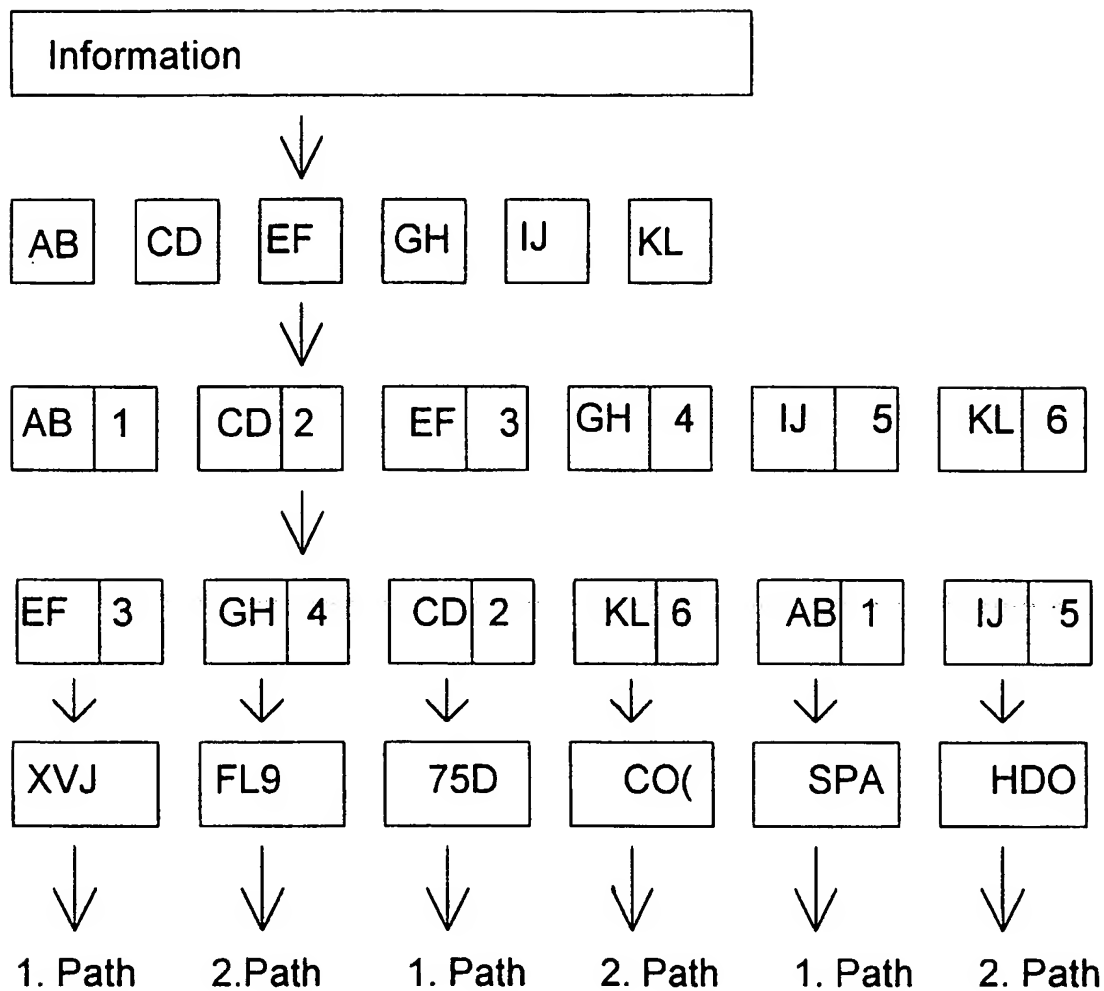 Information
AB CD EF GH IJ KL
AB 1 CD 2 EF 3 GH 4 IJ 5 KL 6
EF 3 GH 4 CD 2 KL 6 AB 1 IJ 5
XVJ FL9 75D CO( SPA HDO
1. Path 2.Path 1. Path 2. Path 1. Path 2. Path